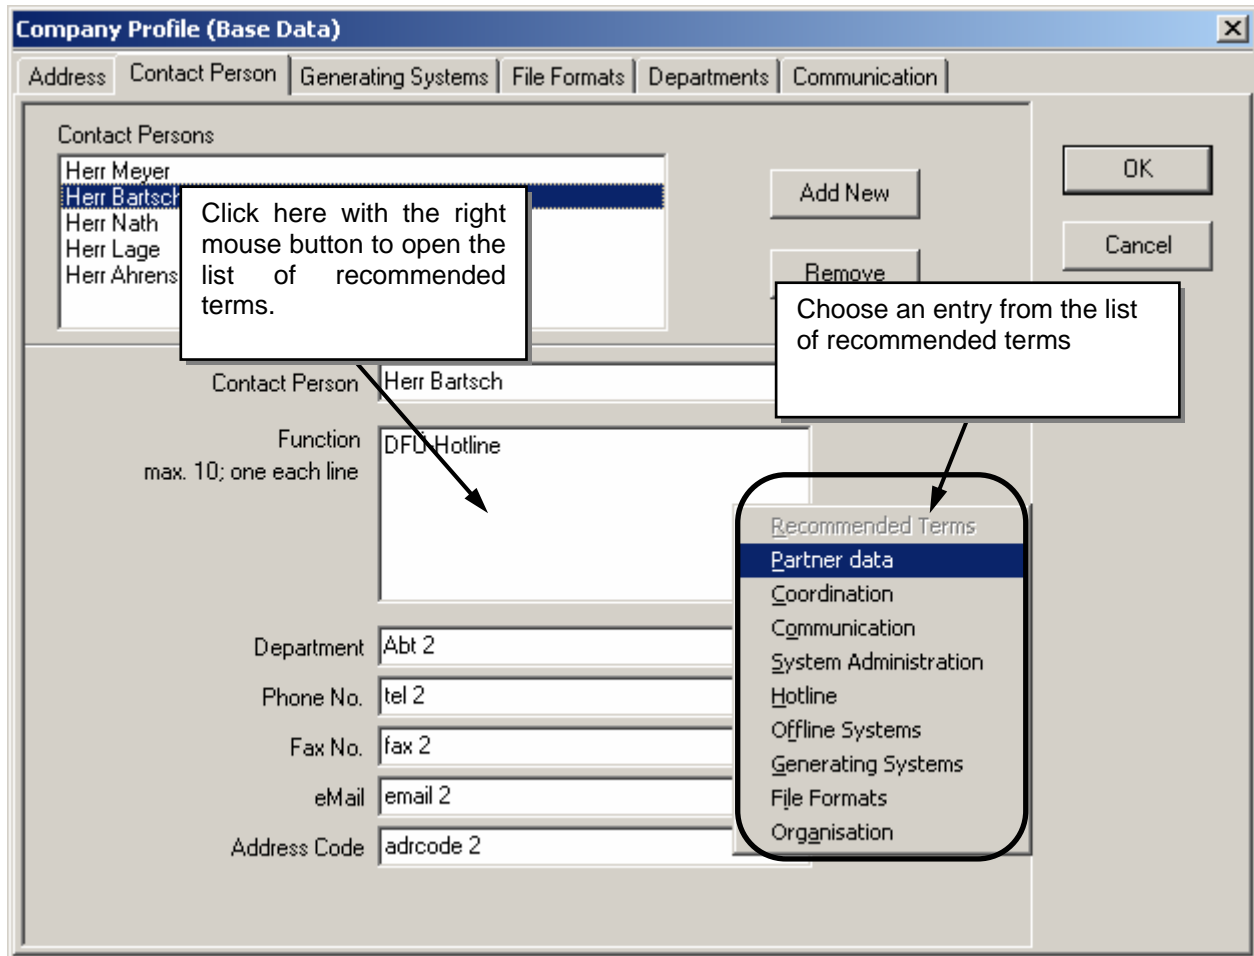 Company Profile (Base Data)
Address
Contact Person
Generating Systems
File Formats
Departments
Communication
Contact Persons
Herr Meyer
Herr Bartsch
Herr Nath
Herr Lage
Herr Ahrens
Add New
Remove
OK
Cancel
Click here with the right
mouse button to open the
list of recommended
terms.
Choose an entry from the list
of recommended terms
Contact Person
Herr Bartsch
Function
max. 10; one each line
DFÜ-Hotline
Recommended Terms
Partner data
Coordination
Communication
System Administration
Hotline
Offline Systems
Generating Systems
File Formats
Organisation
Department
Abt 2
Phone No.
tel 2
Fax No.
fax 2
eMail
email 2
Address Code
adrcode 2